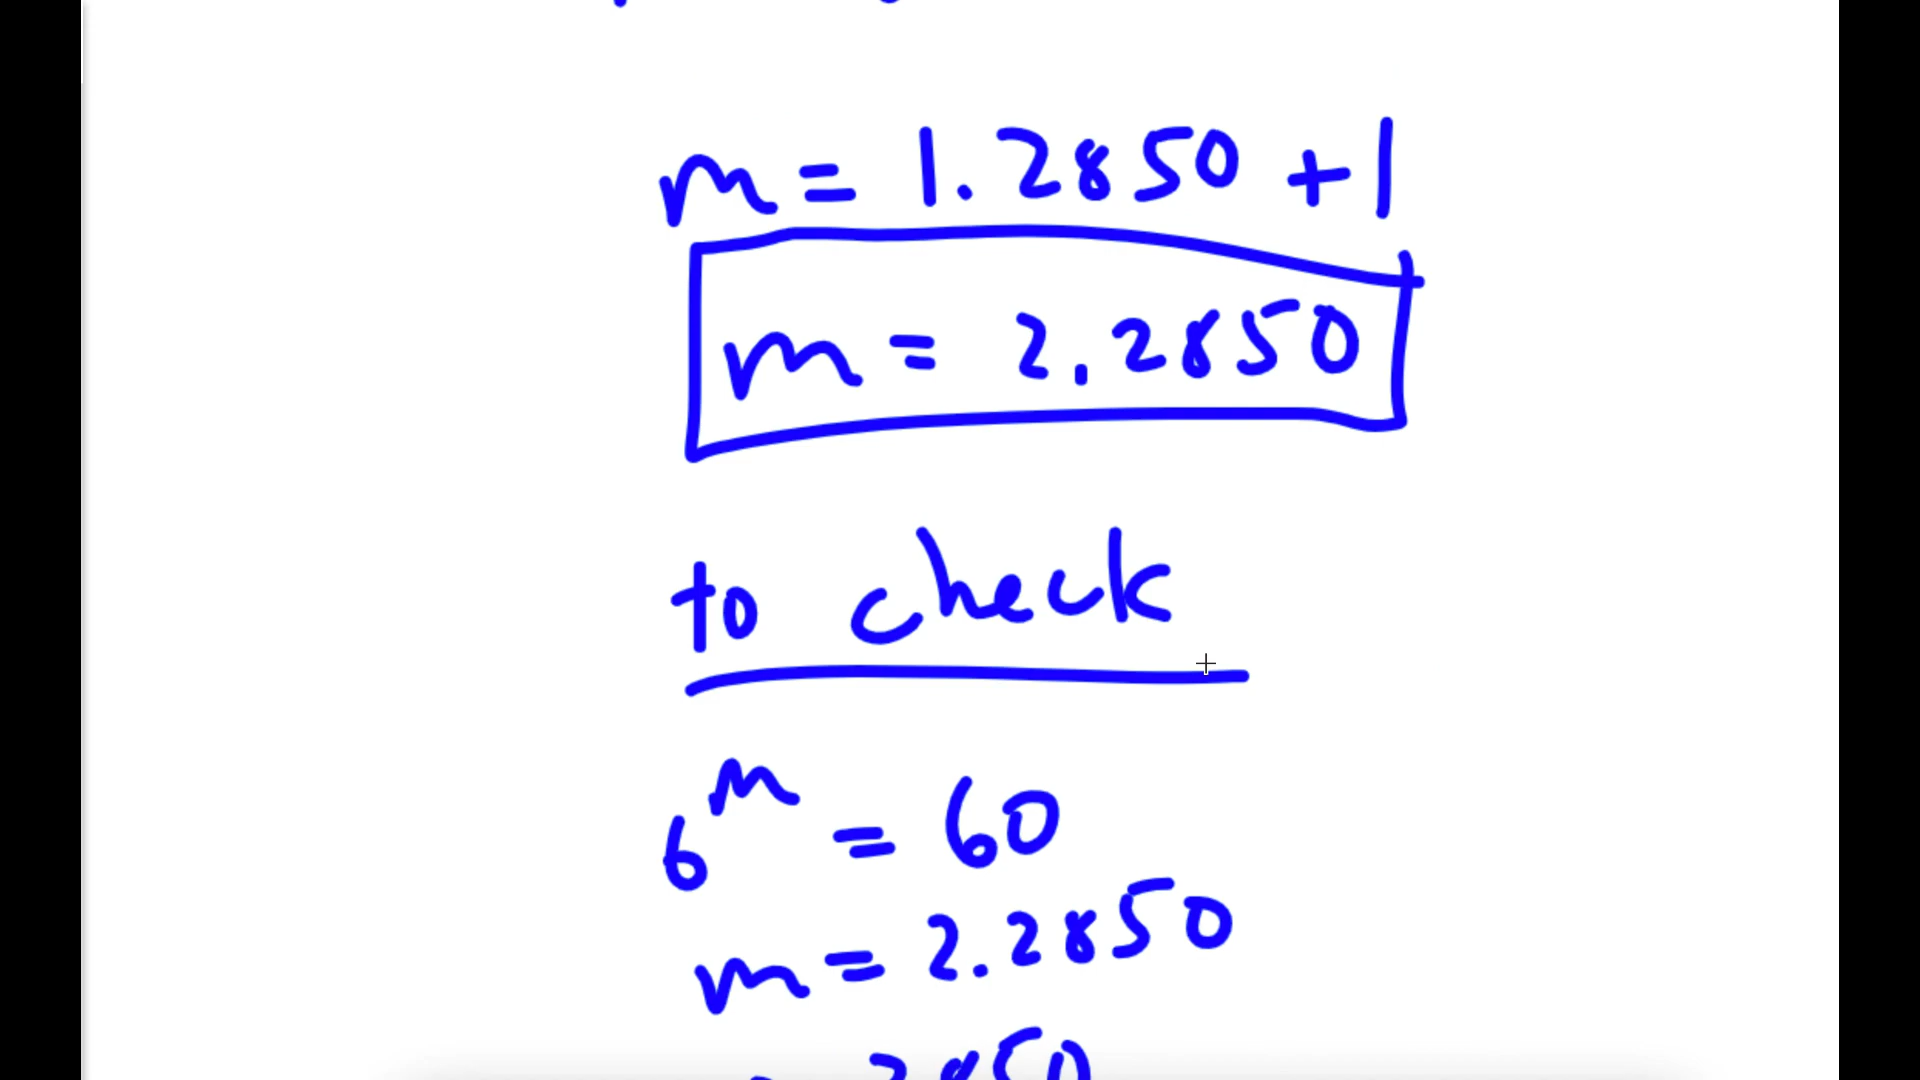 m = 1.2850 + 1
m = 2.2850
to check
6^m = 60
m = 2.2850